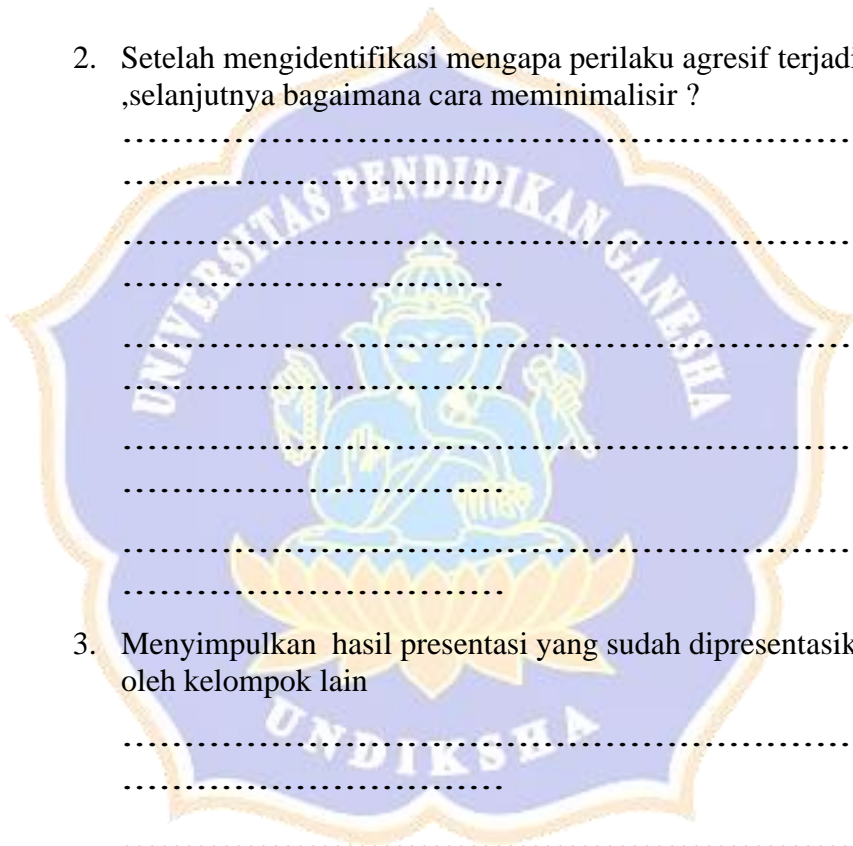 2. Setelah mengidentifikasi mengapa perilaku agresif terjadi
,selanjutnya bagaimana cara meminimalisir ?
……………………………………………………………
……………………………
……………………………………………………………
……………………………
……………………………………………………………
……………………………
……………………………………………………………
……………………………
……………………………………………………………
……………………………
3. Menyimpulkan hasil presentasi yang sudah dipresentasik
oleh kelompok lain
……………………………………………………………
……………………………
……………………………………………………………
UNIVERSITAS PENDIDIKAN GANESHA
UNDIKSHA